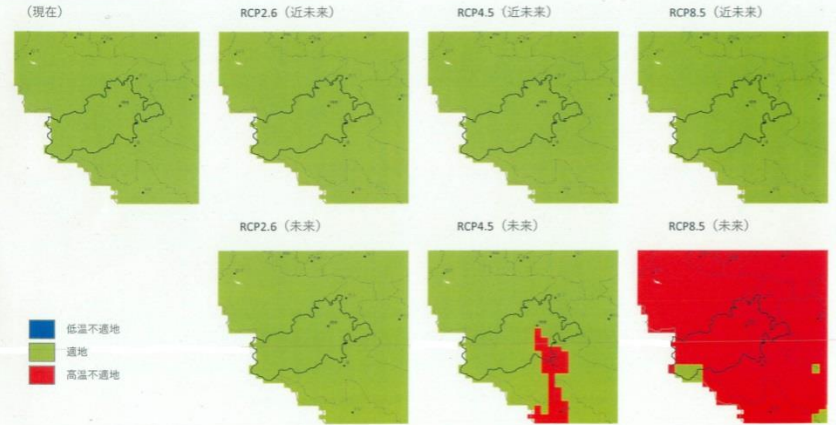 （現在）
RCP2.6（近未来）
RCP4.5（近未来）
RCP8.5（近未来）
RCP2.6（未来）
RCP4.5（未来）
RCP8.5（未来）
低温不適地
適地
高温不適地